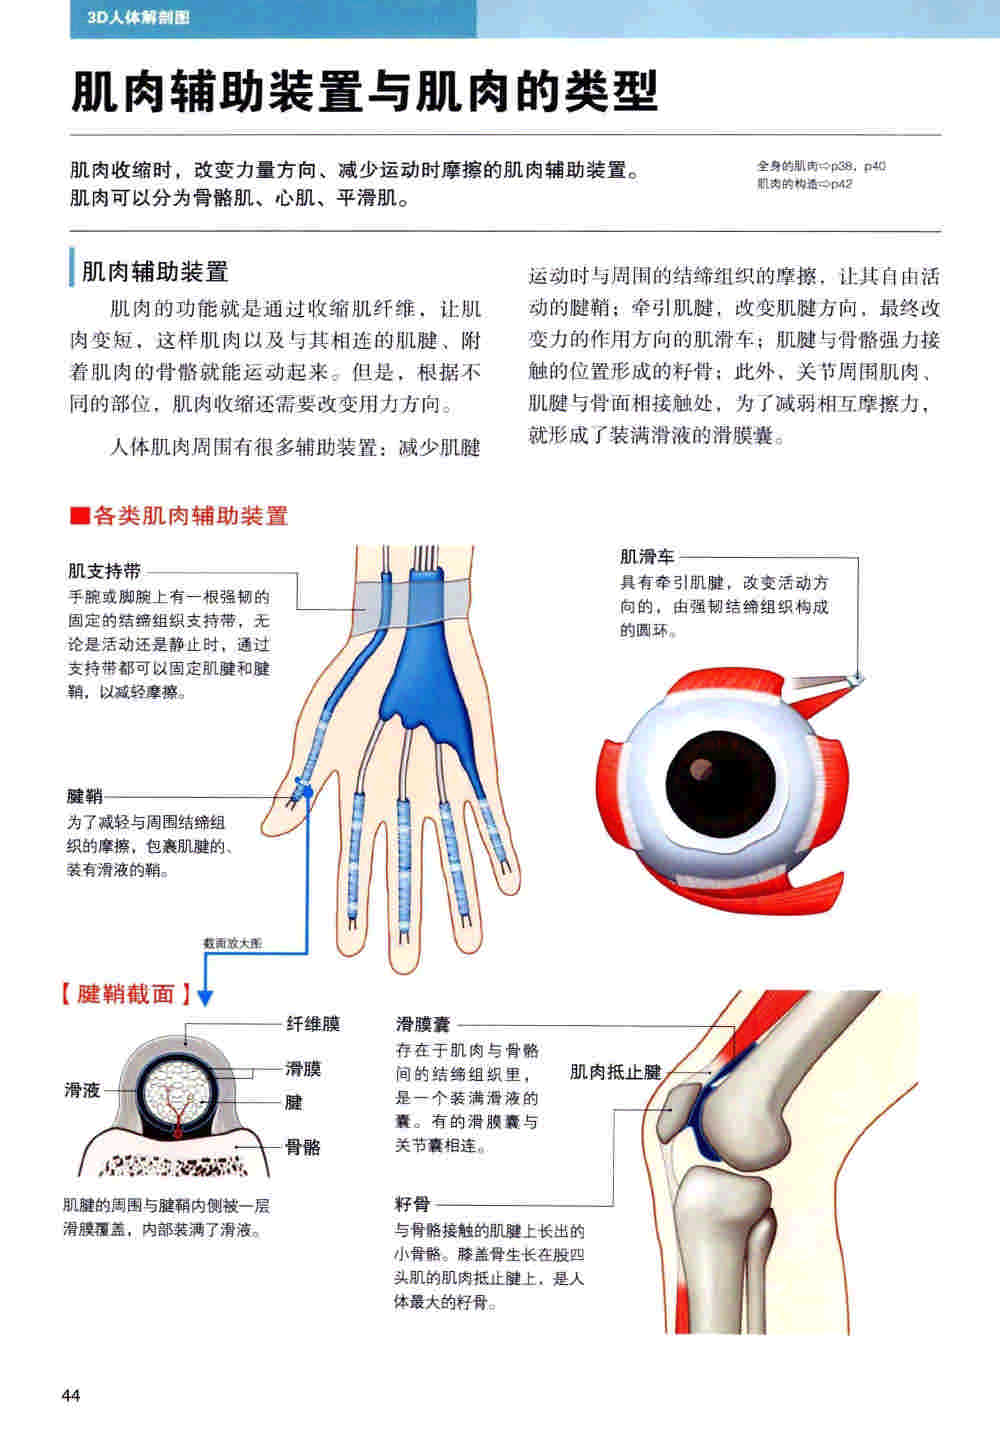 3D人体解剖图
肌肉辅助装置与肌肉的类型
肌肉收缩时，改变力量方向、减少运动时摩擦的肌肉辅助装置。
肌肉可以分为骨骼肌、心肌、平滑肌。
全身的肌肉⇨p38，p40
肌肉的构造⇨p42
肌肉辅助装置
肌肉的功能就是通过收缩肌纤维，让肌
肉变短，这样肌肉以及与其相连的肌腱、附
着肌肉的骨骼就能运动起来。但是，根据不
同的部位，肌肉收缩还需要改变用力方向。
人体肌肉周围有很多辅助装置：减少肌腱
运动时与周围的结缔组织的摩擦，让其自由活
动的腱鞘；牵引肌腱，改变肌腱方向，最终改
变力的作用方向的肌滑车；肌腱与骨骼强力接
触的位置形成的籽骨；此外，关节周围肌肉、
肌腱与骨面相接触处，为了减弱相互摩擦力，
就形成了装满滑液的滑膜囊。
■各类肌肉辅助装置
肌支持带
手腕或脚腕上有一根强韧的
固定的结缔组织支持带，无
论是活动还是静止时，通过
支持带都可以固定肌腱和腱
鞘，以减轻摩擦。
腱鞘
为了减轻与周围结缔组
织的摩擦，包裹肌腱的、
装有滑液的鞘。
截面放大图
肌滑车
具有牵引肌腱，改变活动方
向的，由强韧结缔组织构成
的圆环。
【腱鞘截面】
纤维膜
滑膜
滑液
腱
骨骼
肌腱的周围与腱鞘内侧被一层
滑膜覆盖，内部装满了滑液。
滑膜囊
存在于肌肉与骨骼
间的结缔组织里，
是一个装满滑液的
囊。有的滑膜囊与
关节囊相连。
肌肉抵止腱
籽骨
与骨骼接触的肌腱上长出的
小骨骼。膝盖骨生长在股四
头肌的肌肉抵止腱上，是人
体最大的籽骨。
44